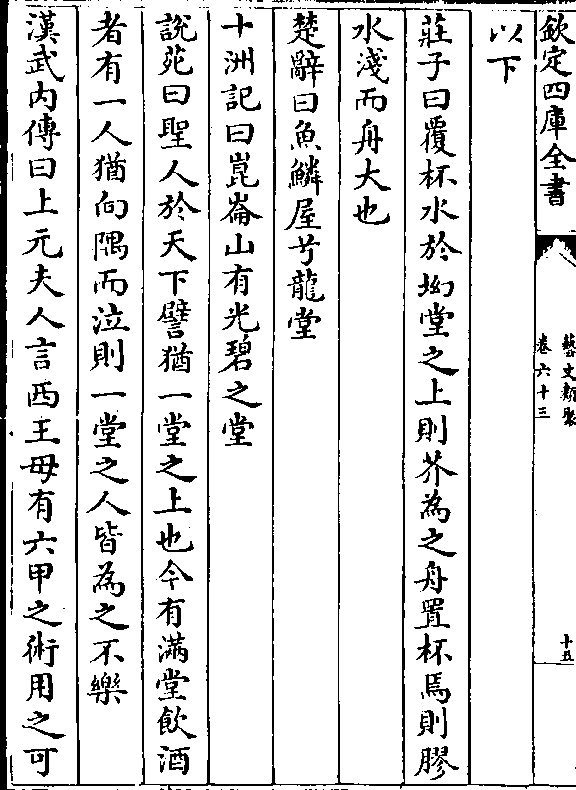 欽定四庫全書
藝文類聚
卷六十三
十五
以下
莊子曰覆杯水於坳堂之上則芥為之舟置杯焉則膠
水淺而舟大也
楚辭曰魚鱗屋兮龍堂
十洲記曰崑崙山有光碧之堂
說苑曰聖人於天下譬猶一堂之上也今有滿堂飲酒
者有一人猶向隅而泣則一堂之人皆為之不樂
漢武內傳曰上元夫人言西王母有六甲之術用之可